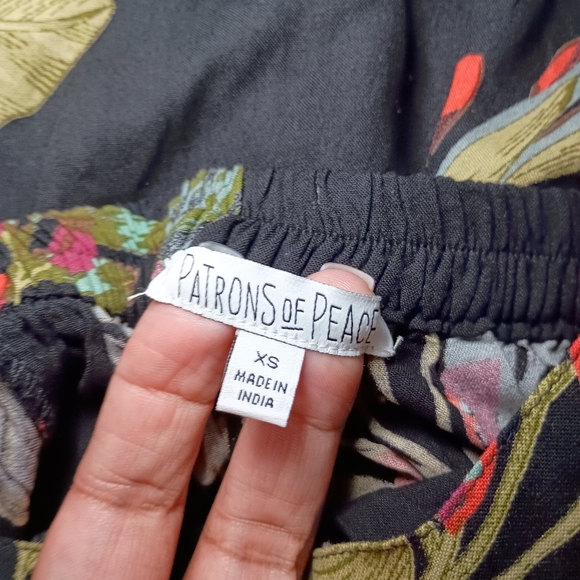 PATRONS OF PEACE
XS
MADE IN
INDIA